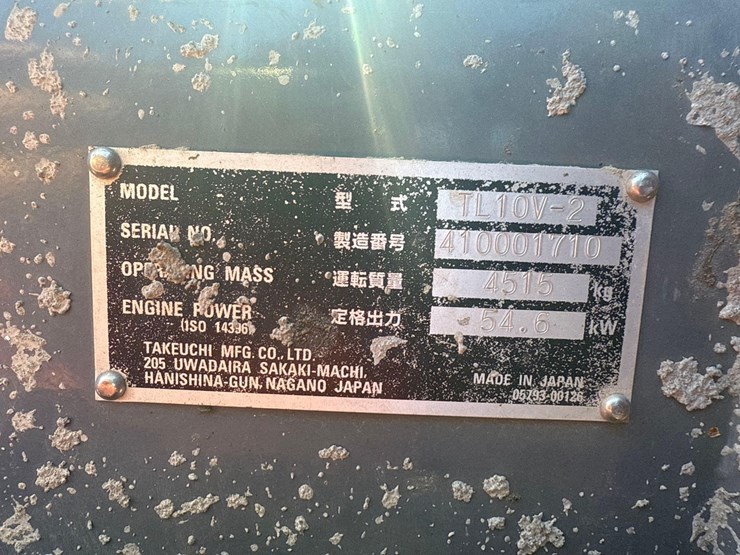 MODEL 型式 TL10V-2
SERIAL NO. 製造番号 410001710
OPERATING MASS 運転質量 4515 kg
ENGINE POWER 定格出力 54.6 kW
(ISO 14396)
TAKEUCHI MFG. CO., LTD.
205 UWADAIRA SAKAKI-MACHI,
HANISHINA-GUN, NAGANO JAPAN
MADE IN JAPAN
05793-00126